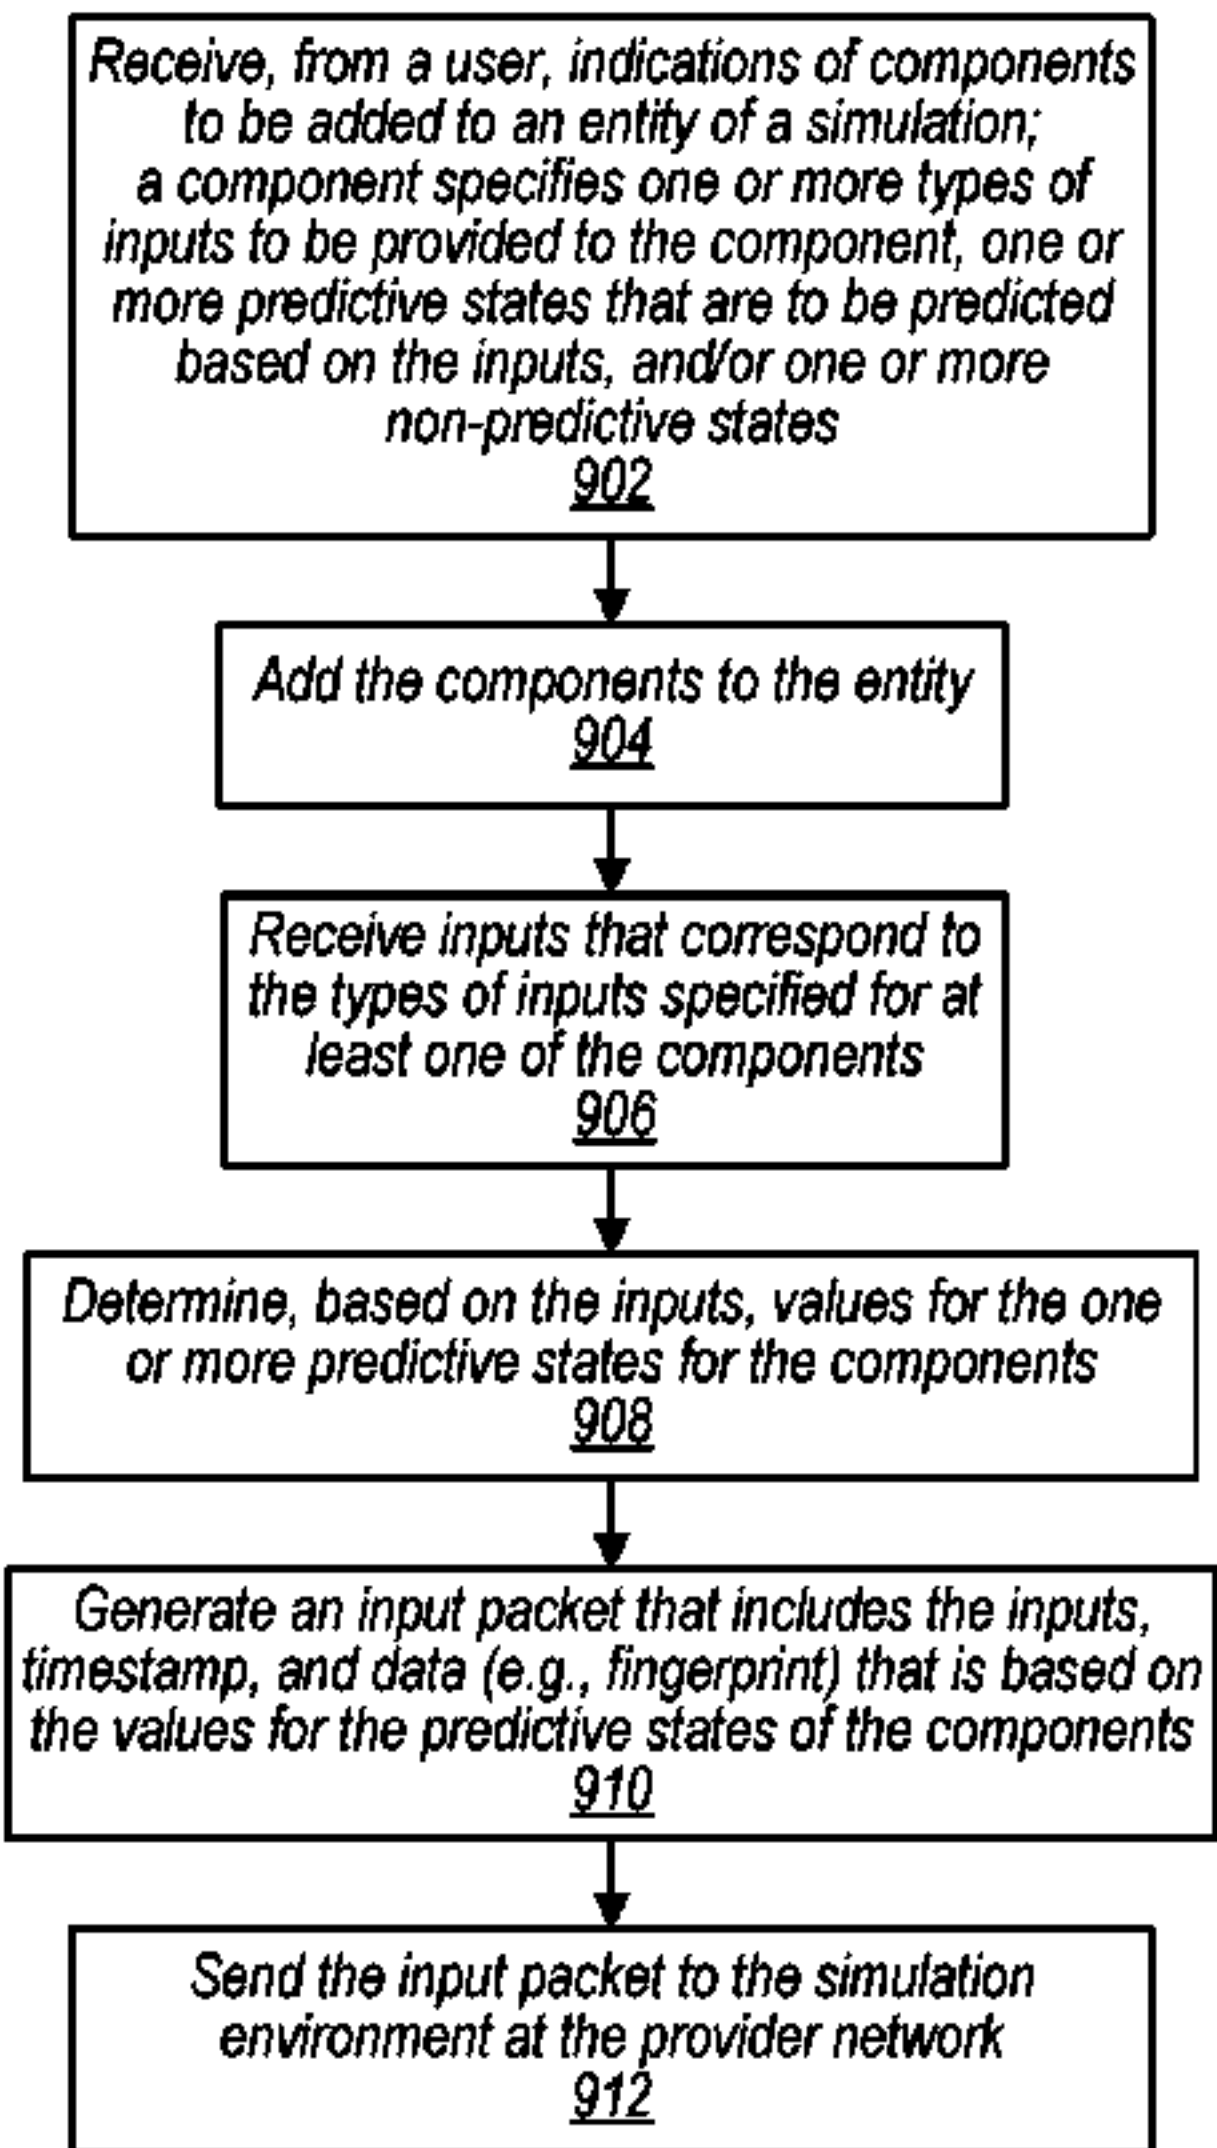 Receive, from a user, indications of components
to be added to an entity of a simulation;
a component specifies one or more types of
inputs to be provided to the component, one or
more predictive states that are to be predicted
based on the inputs, and/or one or more
non-predictive states
902
Add the components to the entity
904
Receive inputs that correspond to
the types of inputs specified for at
least one of the components
906
Determine, based on the inputs, values for the one
or more predictive states for the components
908
Generate an input packet that includes the inputs,
timestamp, and data (e.g., fingerprint) that is based on
the values for the predictive states of the components
910
Send the input packet to the simulation
environment at the provider network
912